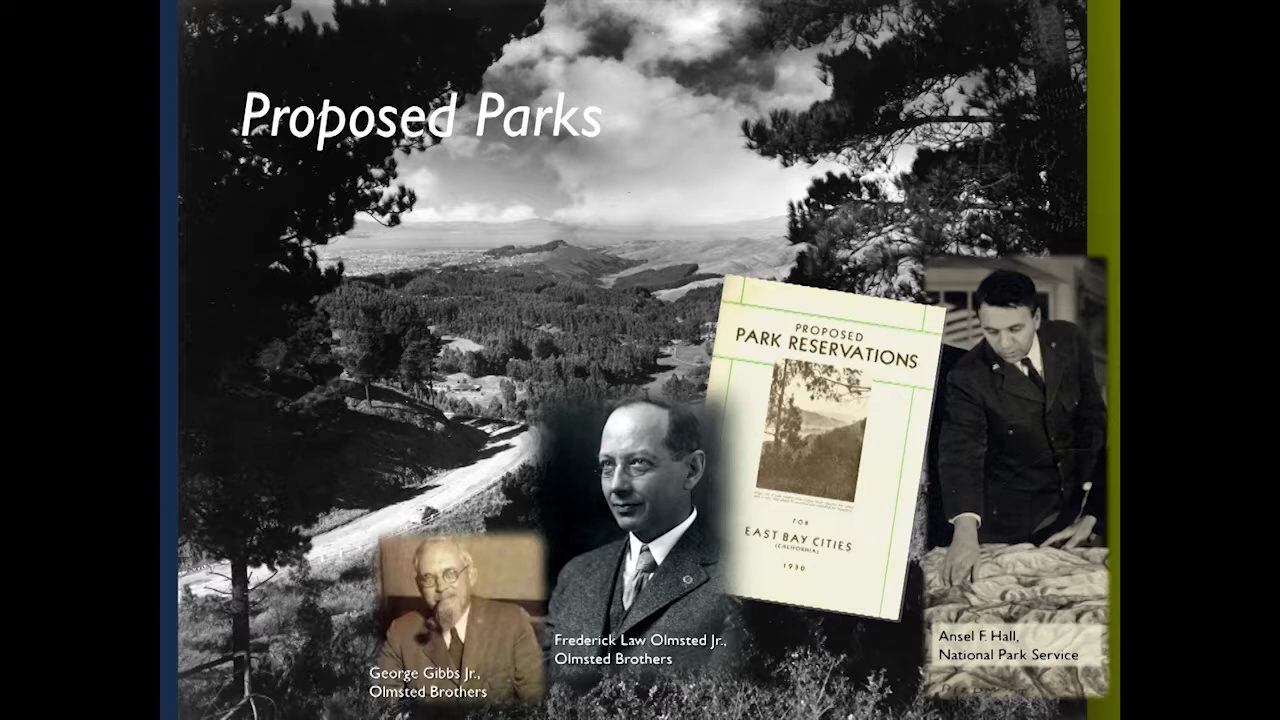 Proposed Parks
PROPOSED
PARK RESERVATIONS
FOR
EAST BAY CITIES
(CALIFORNIA)
1930
George Gibbs Jr.,
Olmsted Brothers
Frederick Law Olmsted Jr.,
Olmsted Brothers
Ansel F. Hall,
National Park Service